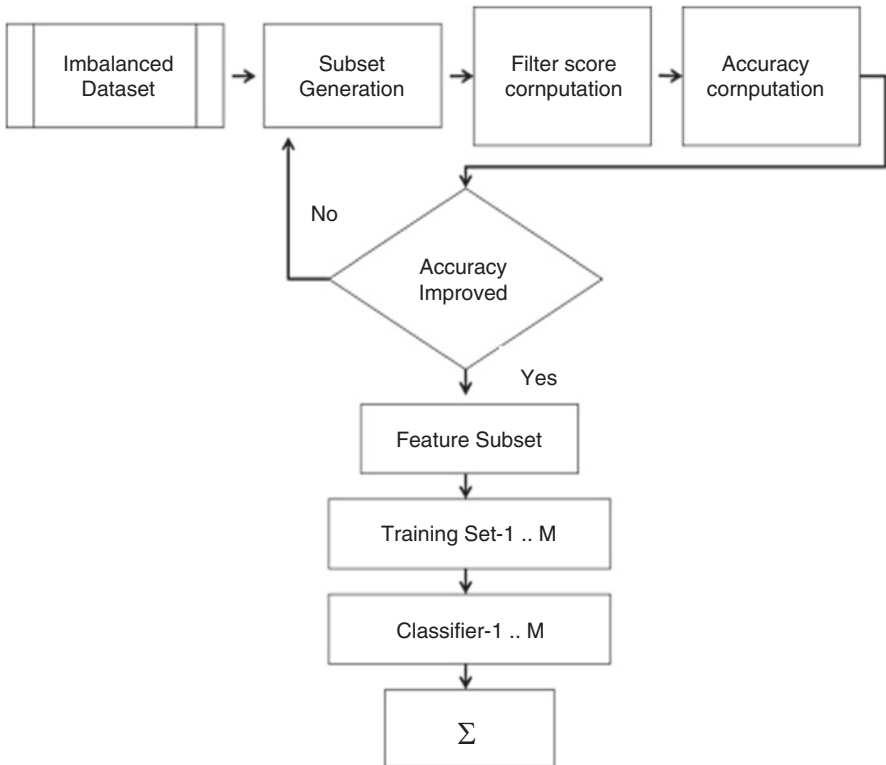 Imbalanced
Dataset
Subset
Generation
Filter score
cornputation
Accuracy
cornputation
No
Accuracy
Improved
Yes
Feature Subset
Training Set-1 .. M
Classifier-1 .. M
Σ